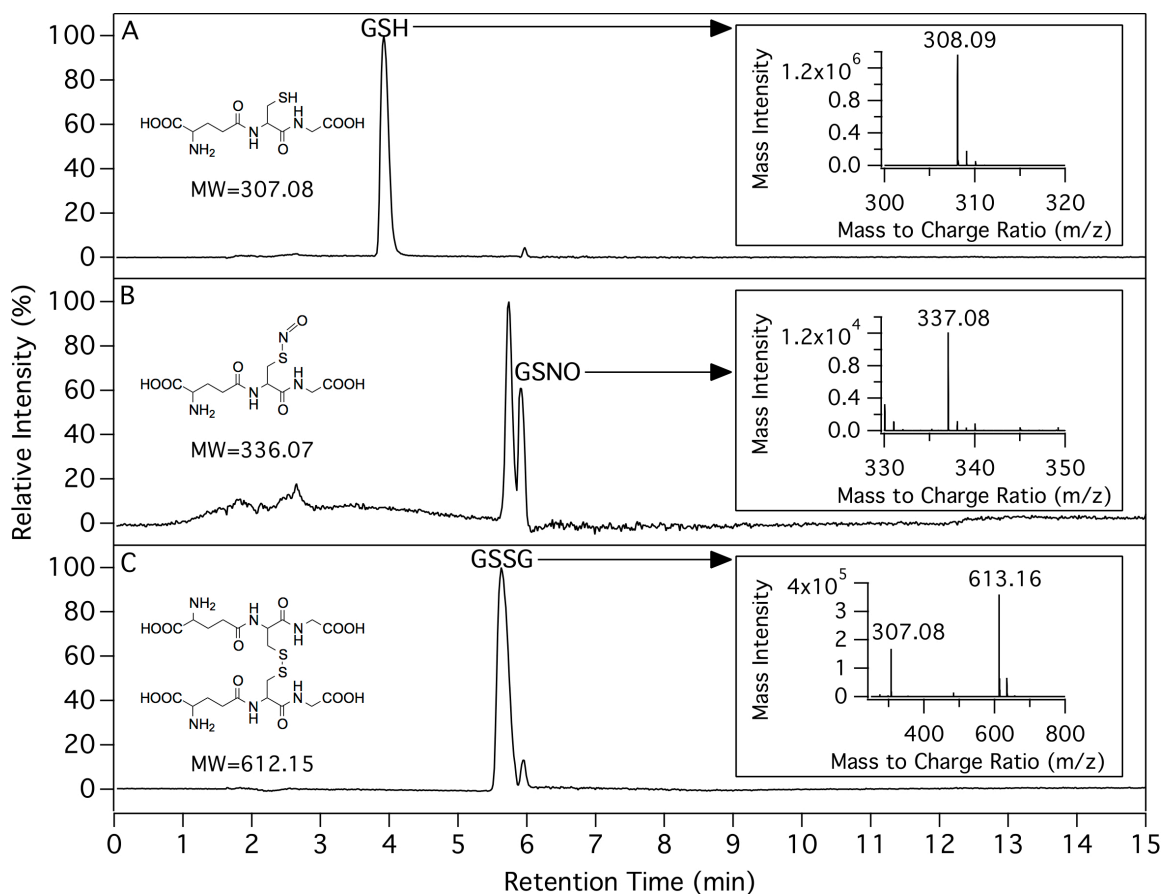 A
GSH
100
80
60
40
20
0
HOOC
NH2
O
N
H
SH
O
H
N
COOH
MW=307.08
308.09
1.2x10^6
0.8
0.4
0.0
Mass Intensity
300 310 320
Mass to Charge Ratio (m/z)
B
GSNO
100
80
60
40
20
0
HOOC
NH2
O
N
H
S
N
O
O
H
N
COOH
MW=336.07
337.08
1.2x10^4
0.8
0.4
0.0
Mass Intensity
330 340 350
Mass to Charge Ratio (m/z)
C
GSSG
100
80
60
40
20
0
NH2
HOOC
O
H
N
O
N
H
COOH
S
S
HOOC
NH2
O
N
H
O
H
N
COOH
MW=612.15
613.16
307.08
4x10^5
3
2
1
0
Mass Intensity
400 600 800
Mass to Charge Ratio (m/z)
Relative Intensity (%)
0 1 2 3 4 5 6 7 8 9 10 11 12 13 14 15
Retention Time (min)